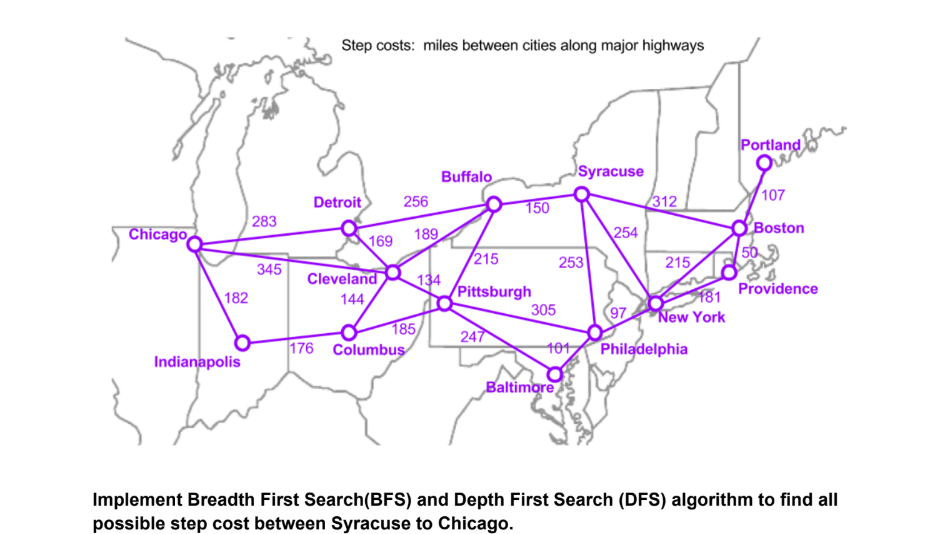 Step costs: miles between cities along major highways
Portland
Syracuse
Buffalo
107
Detroit
256
150
312
Chicago
283
169
189
254
Boston
50
345
Cleveland
134
215
253
215
Providence
182
144
Pittsburgh
305
97
181
New York
185
247
101
Philadelphia
Indianapolis
176
Columbus
Baltimore
Implement Breadth First Search(BFS) and Depth First Search (DFS) algorithm to find all
possible step cost between Syracuse to Chicago.